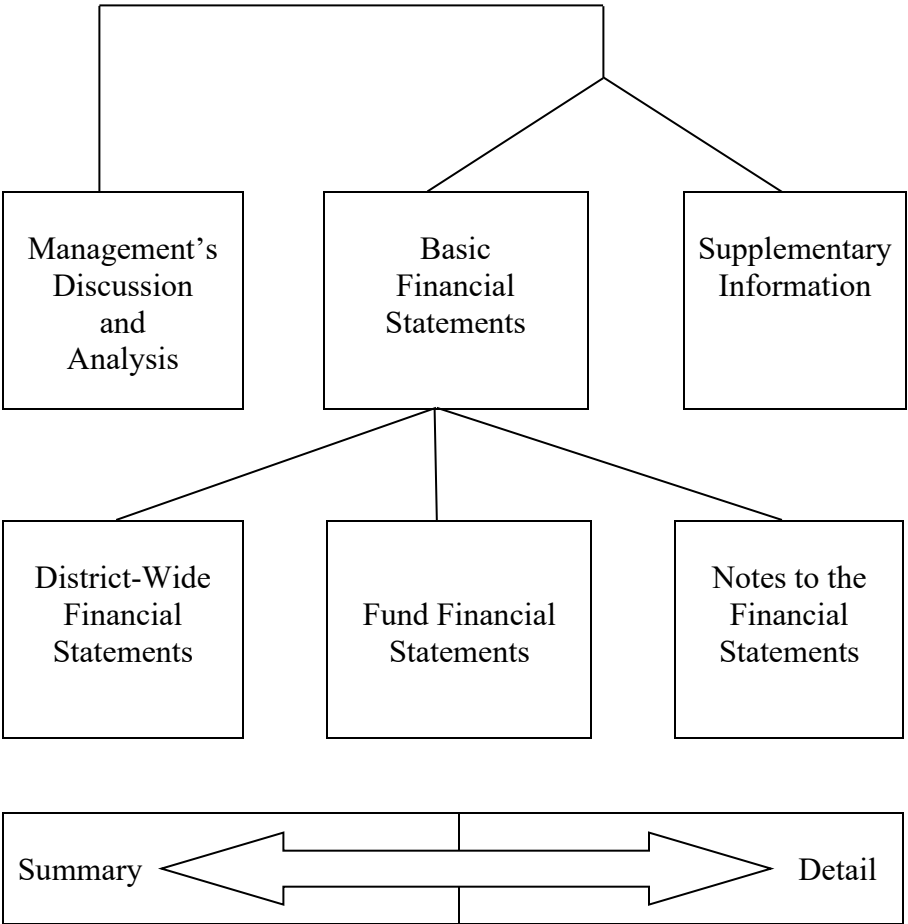 Management’s
Discussion
and
Analysis
Basic
Financial
Statements
Supplementary
Information
District-Wide
Financial
Statements
Fund Financial
Statements
Notes to the
Financial
Statements
Summary
Detail